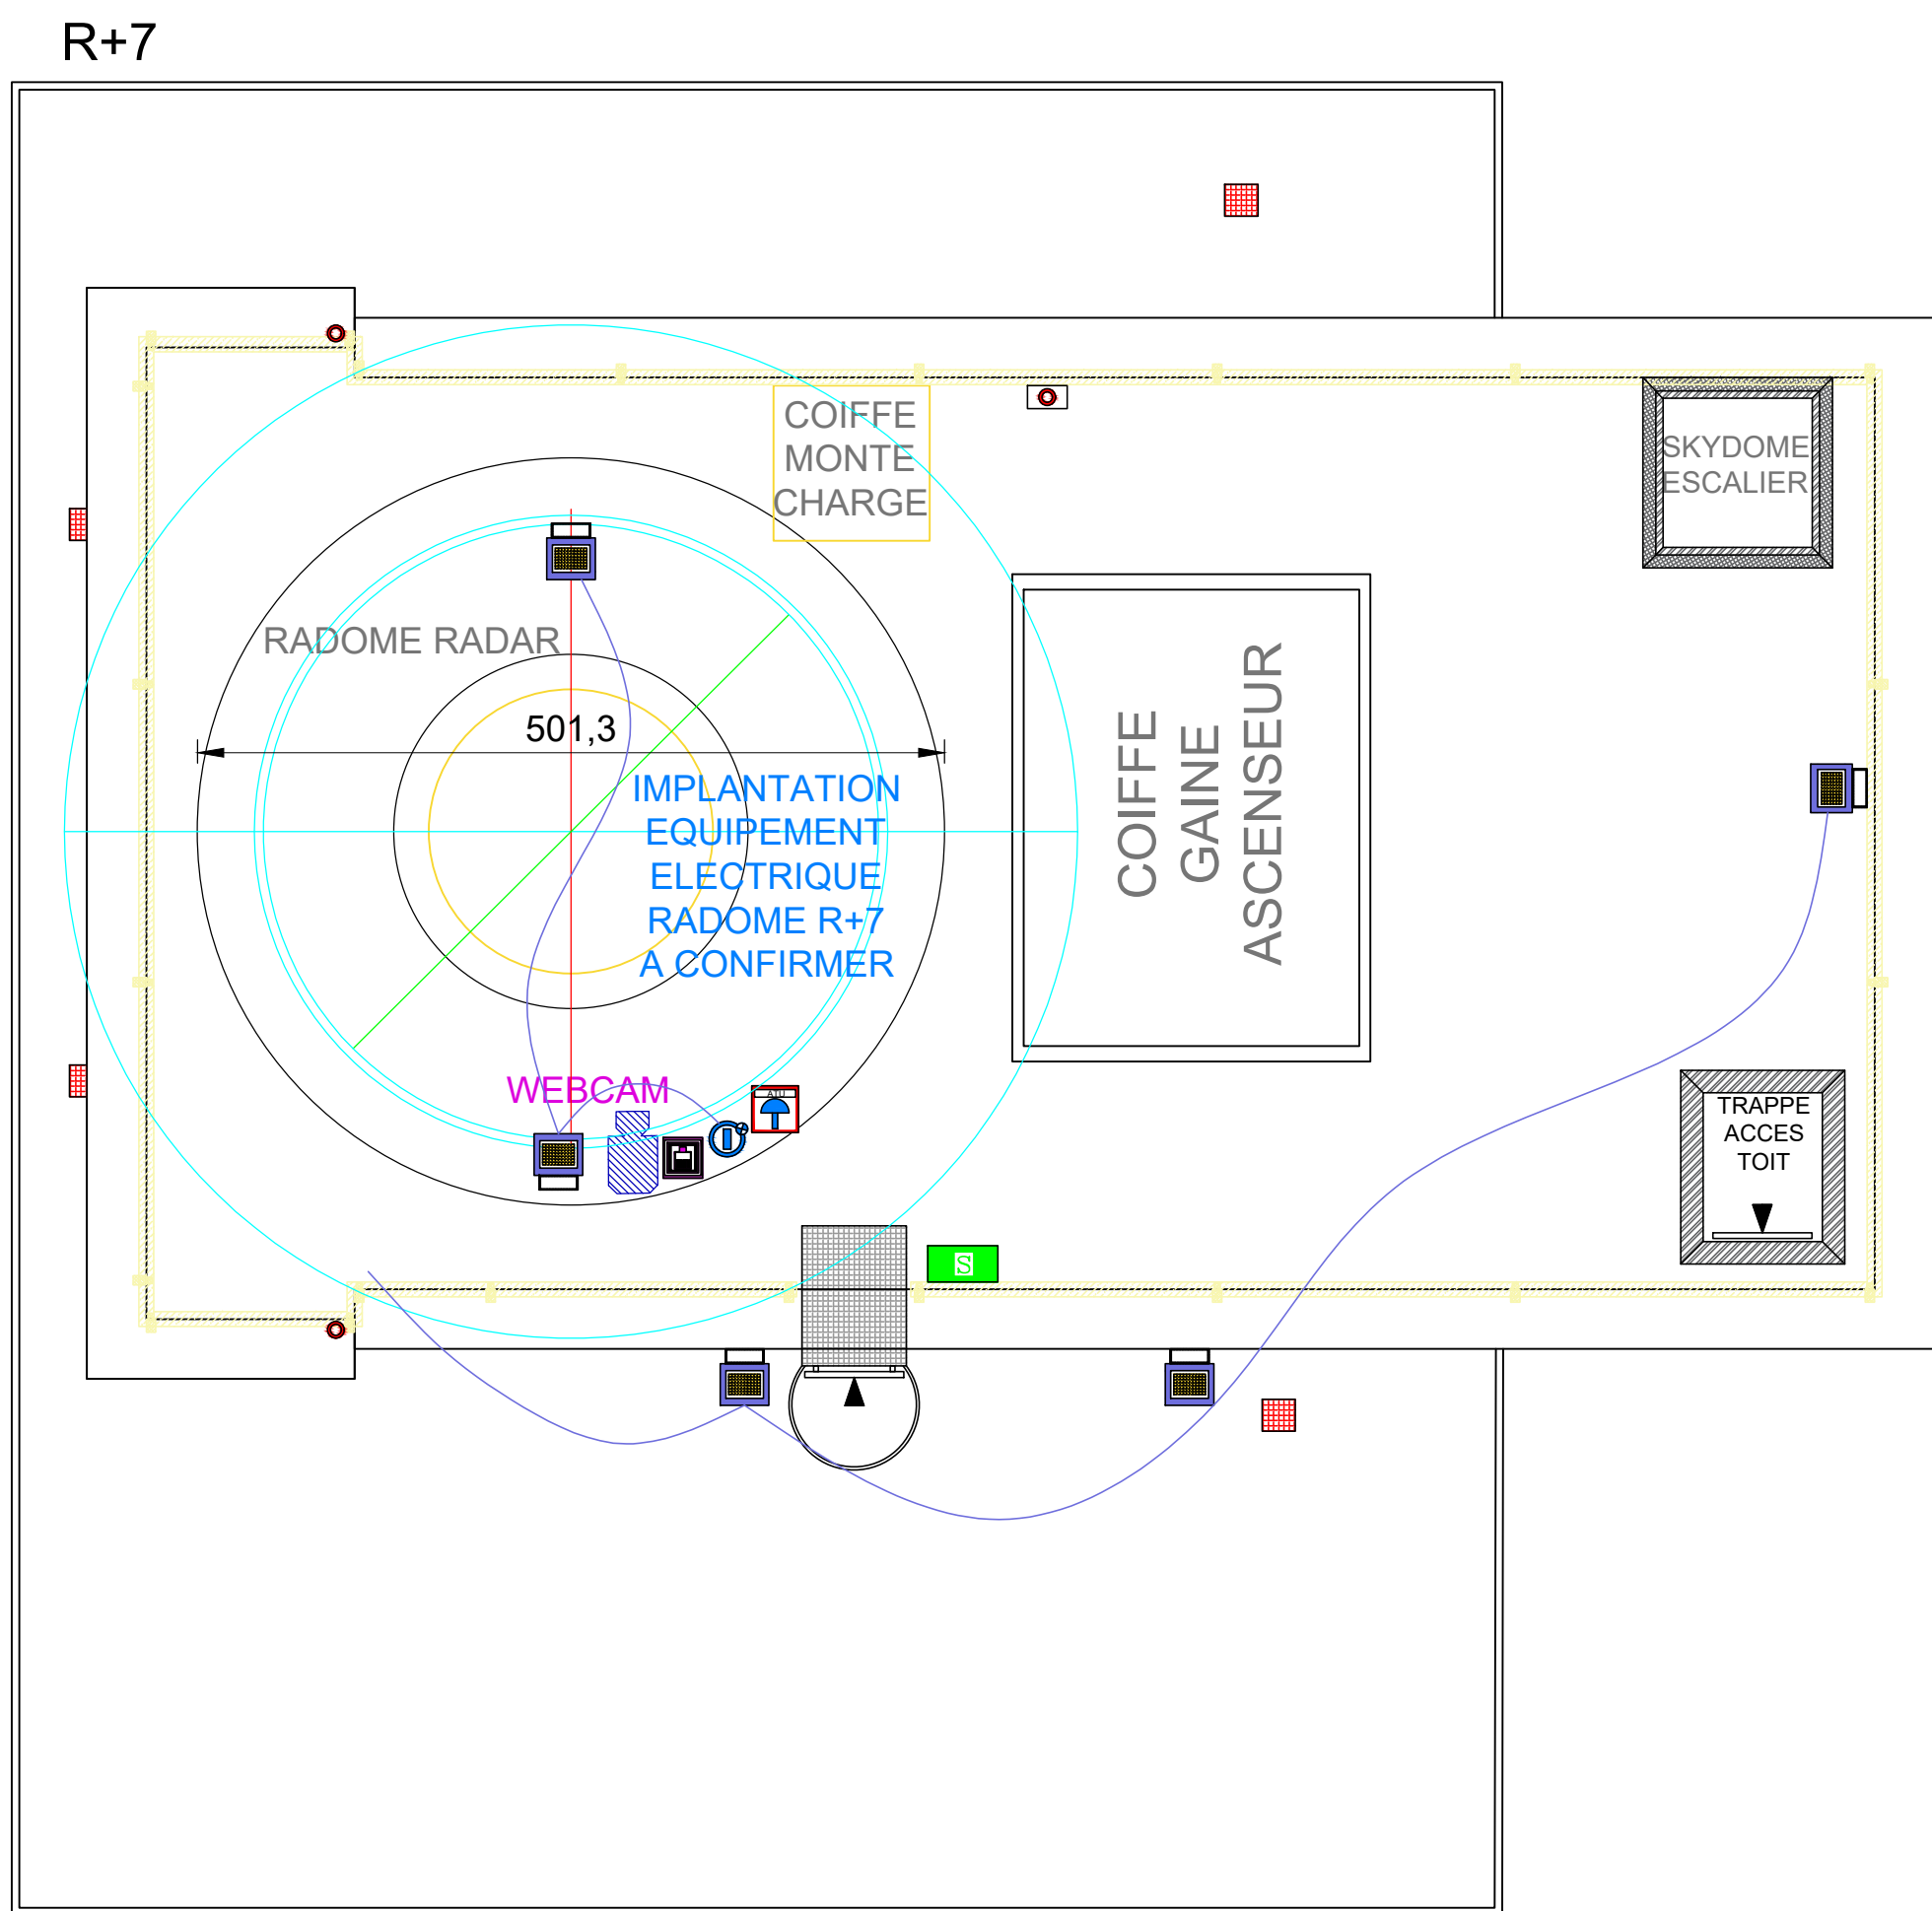 R+7
COIFFE
MONTE
CHARGE
SKYDOME
ESCALIER
RADOME RADAR
501,3
IMPLANTATION
EQUIPEMENT
ELECTRIQUE
RADOME R+7
A CONFIRMER
COIFFE
GAINE
ASCENSEUR
WEBCAM
ATU
TRAPPE
ACCES
TOIT
S